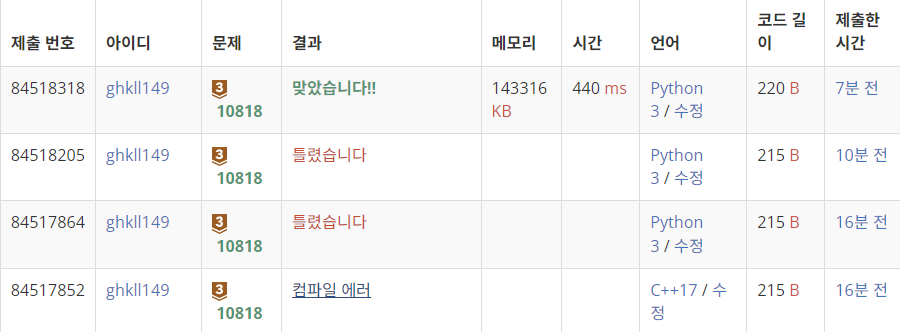 제출 번호 아이디 문제 결과 메모리 시간 언어 코드 길이 제출한 시간
84518318 ghkll149 3 10818 맞았습니다!! 143316 KB 440 ms Python 3 / 수정 220 B 7분 전
84518205 ghkll149 3 10818 틀렸습니다 Python 3 / 수정 215 B 10분 전
84517864 ghkll149 3 10818 틀렸습니다 Python 3 / 수정 215 B 16분 전
84517852 ghkll149 3 10818 컴파일 에러 C++17 / 수정 215 B 16분 전